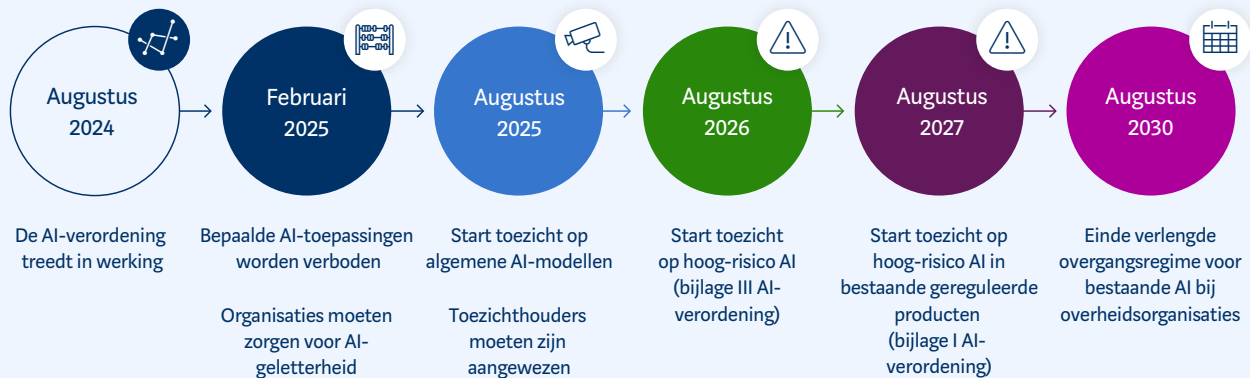 Augustus
2024
Februari
2025
Augustus
2025
Augustus
2026
Augustus
2027
Augustus
2030
De AI-verordening
treedt in werking
Bepaalde AI-toepassingen
worden verboden
Organisaties moeten
zorgen voor AI-
geletterheid
Start toezicht op
algemene AI-modellen
Toezichthouders
moeten zijn
aangewezen
Start toezicht
op hoog-risico AI
(bijlage III AI-
verordening)
Start toezicht op
hoog-risico AI in
bestaande gereguleerde
producten
(bijlage I AI-
verordening)
Einde verlengde
overgangsregime voor
bestaande AI bij
overheidsorganisaties